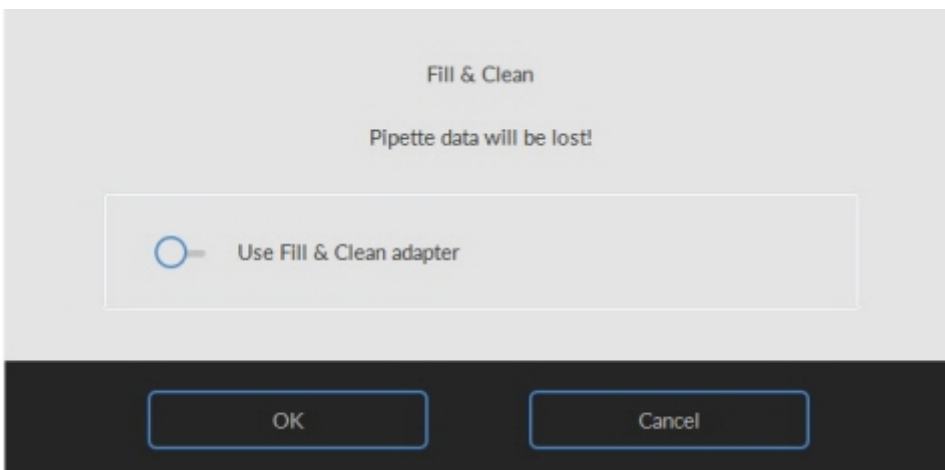 Fill & Clean
Pipette data will be lost!
Use Fill & Clean adapter
OK
Cancel